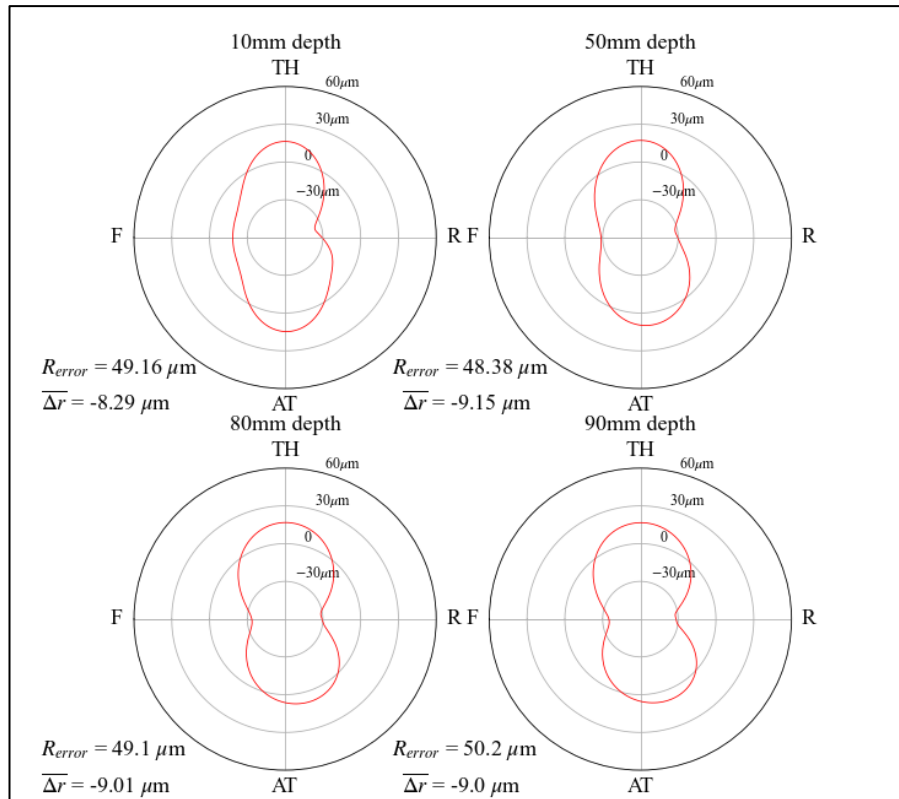 10mm depth
TH
60μm
30μm
0
−30μm
F
R
R_error = 49.16 μm
Δr̅ = -8.29 μm
AT
50mm depth
TH
60μm
30μm
0
−30μm
F
R
R_error = 48.38 μm
Δr̅ = -9.15 μm
AT
80mm depth
TH
60μm
30μm
0
−30μm
F
R
R_error = 49.1 μm
Δr̅ = -9.01 μm
AT
90mm depth
TH
60μm
30μm
0
−30μm
F
R
R_error = 50.2 μm
Δr̅ = -9.0 μm
AT